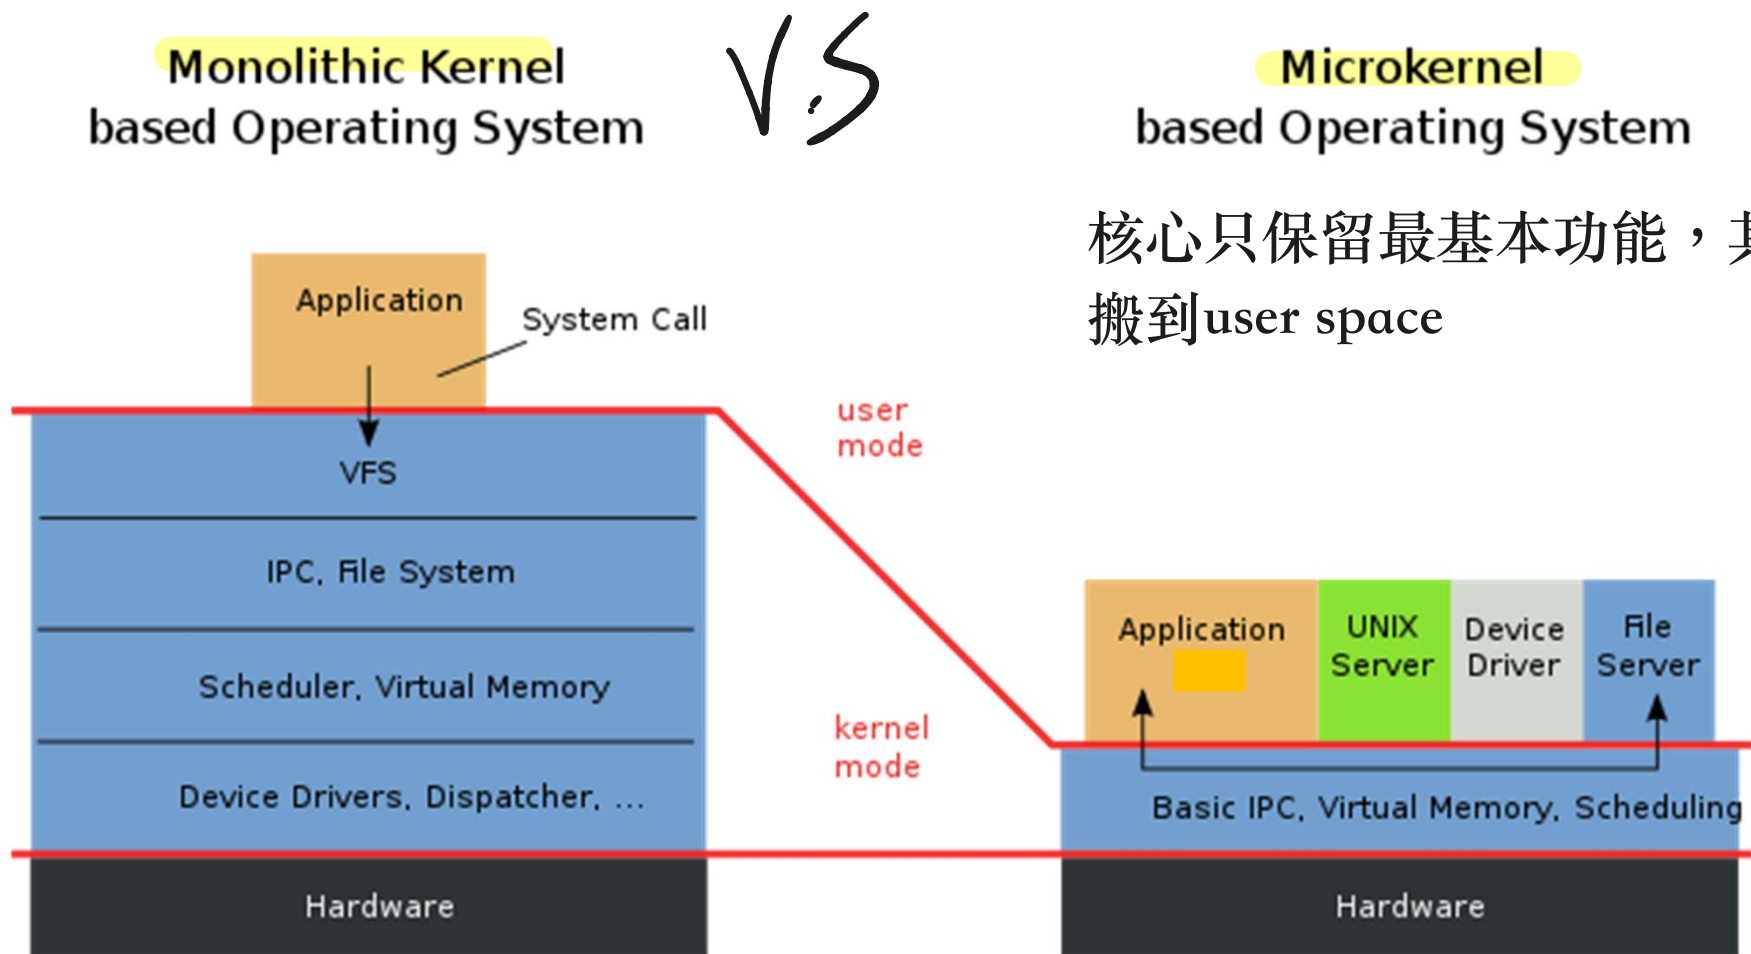 Monolithic Kernel
based Operating System
V.S
Microkernel
based Operating System
核心只保留最基本功能，其
搬到user space
Application
System Call
user
mode
VFS
IPC, File System
Scheduler, Virtual Memory
Device Drivers, Dispatcher, ...
kernel
mode
Application
UNIX
Server
Device
Driver
File
Server
Basic IPC, Virtual Memory, Scheduling
Hardware
Hardware